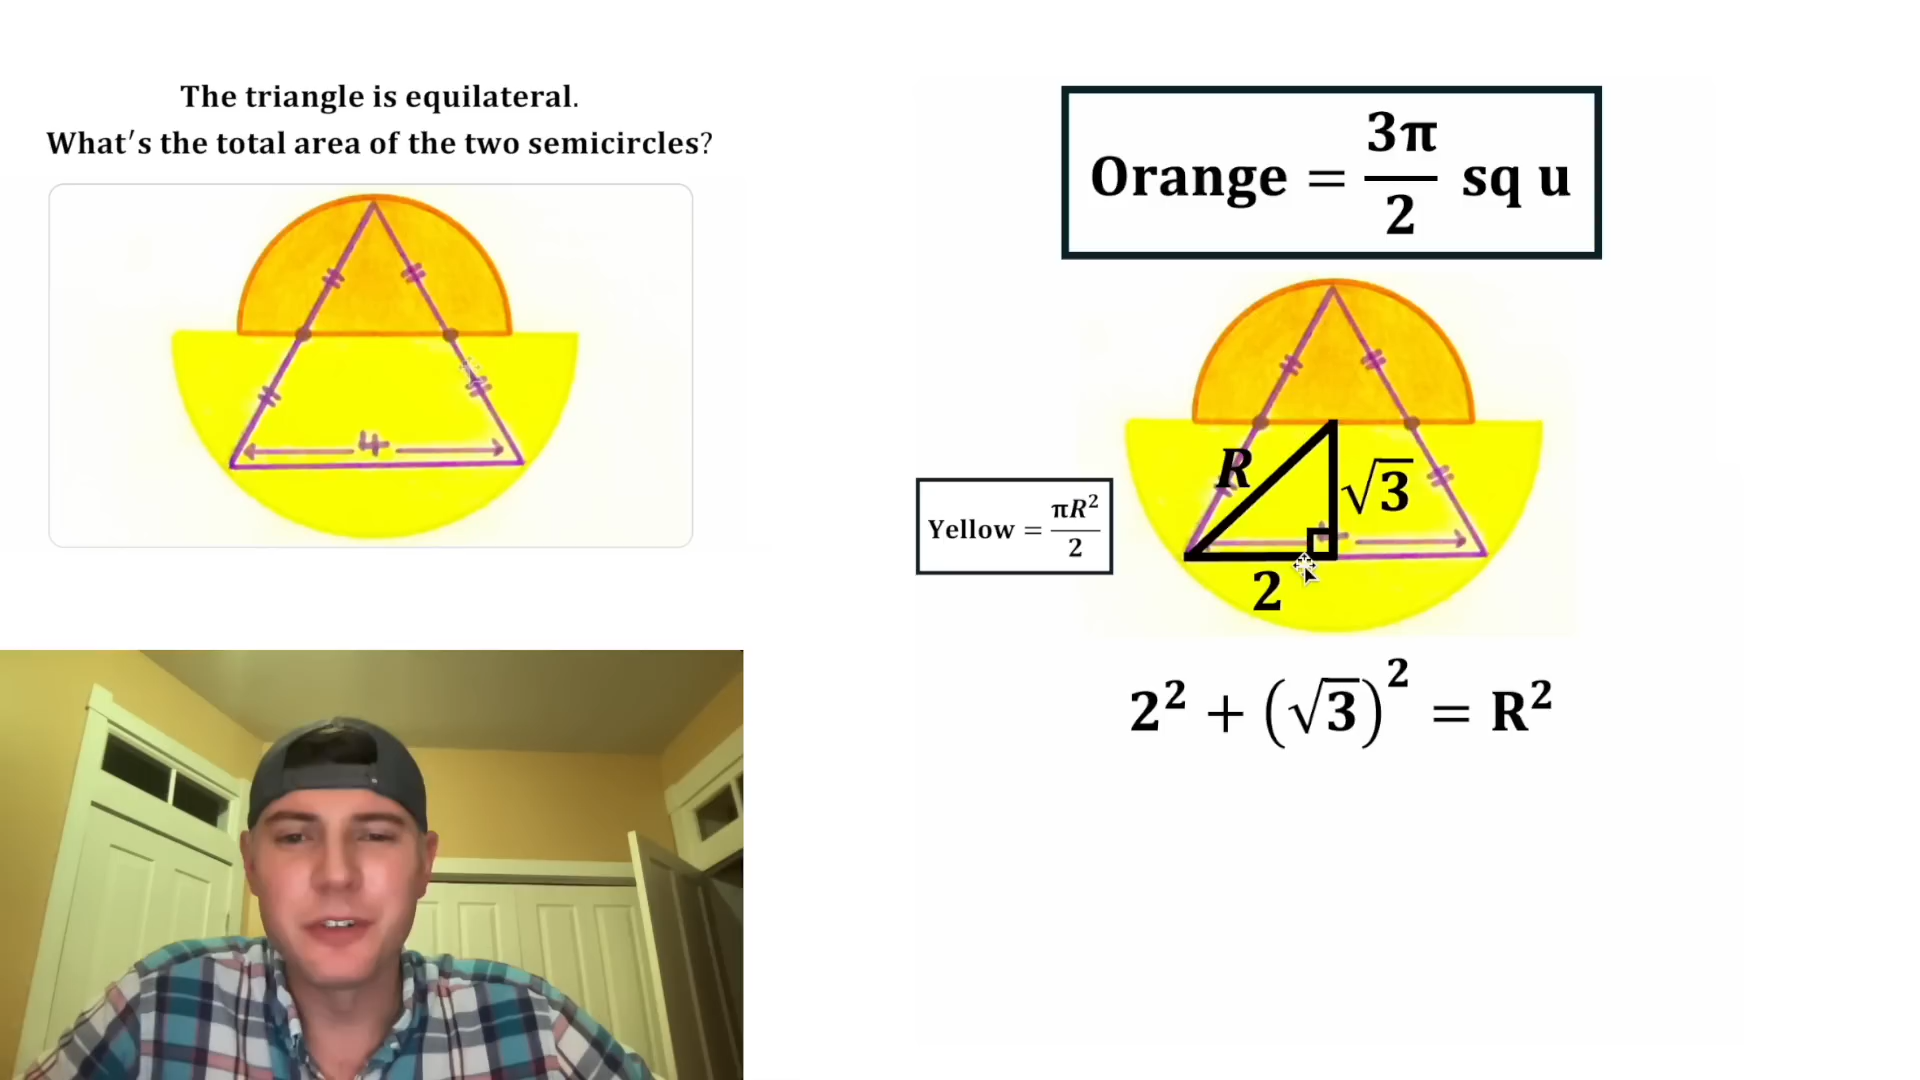 The triangle is equilateral.
What's the total area of the two semicircles?
4
Orange = 3π/2 sq u
Yellow = πR²/2
R
√3
2
2² + (√3)² = R²